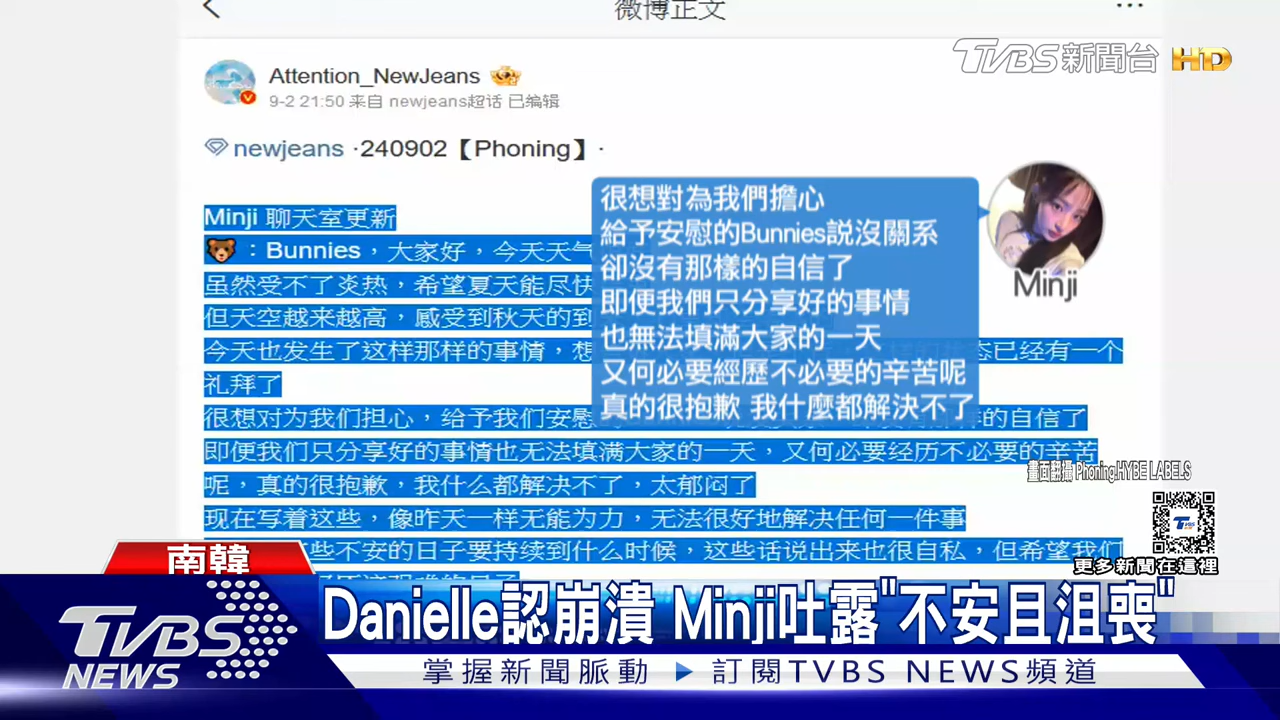 微博正文
TVBS新聞台 HD
Attention_NewJeans
9-2 21:50 来自 newjeans超话 已编辑
newjeans ·240902【Phoning】·
Minji 聊天室更新
：Bunnies，大家好，今天天气
虽然受不了炎热，希望夏天能尽快
但天空越来越高，感受到秋天的到
今天也发生了这样那样的事情，想
态已经有一个
礼拜了
很想对为我们担心，给予我们安慰
样的自信了
即便我们只分享好的事情也无法填满大家的一天，又何必要经历不必要的辛苦
呢，真的很抱歉，我什么都解决不了，太郁闷了
现在写着这些，像昨天一样无能为力，无法很好地解决任何一件事
些不安的日子要持续到什么时候，这些话说出来也很自私，但希望我们
很想對為我們擔心
給予安慰的Bunnies說沒關系
卻沒有那樣的自信了
即便我們只分享好的事情
也無法填滿大家的一天
又何必要經歷不必要的辛苦呢
真的很抱歉 我什麼都解決不了
Minji
畫面翻攝 Phoning.HYBE LABELS
TVBS
更多新聞在這裡
南韓
Danielle認崩潰 Minji吐露"不安且沮喪"
TVBS NEWS
掌握新聞脈動 ▶ 訂閱TVBS NEWS頻道